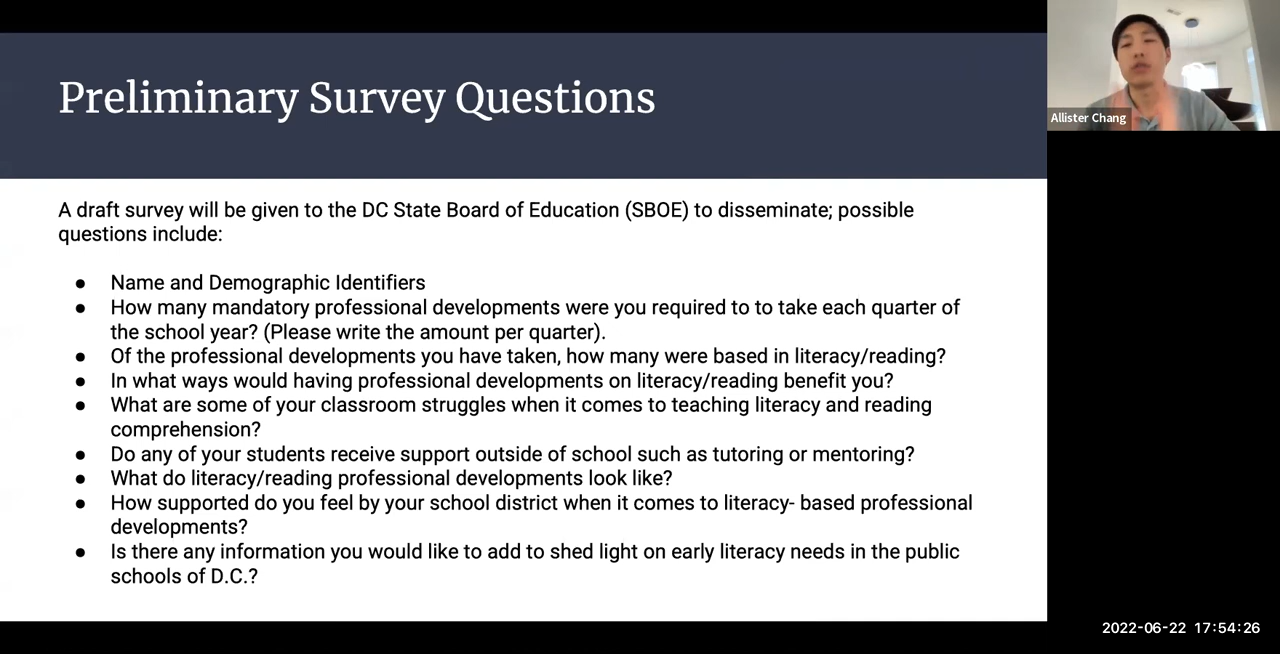 Preliminary Survey Questions
Allister Chang
A draft survey will be given to the DC State Board of Education (SBOE) to disseminate; possible
questions include:
● Name and Demographic Identifiers
● How many mandatory professional developments were you required to to take each quarter of
the school year? (Please write the amount per quarter).
● Of the professional developments you have taken, how many were based in literacy/reading?
● In what ways would having professional developments on literacy/reading benefit you?
● What are some of your classroom struggles when it comes to teaching literacy and reading
comprehension?
● Do any of your students receive support outside of school such as tutoring or mentoring?
● What do literacy/reading professional developments look like?
● How supported do you feel by your school district when it comes to literacy- based professional
developments?
● Is there any information you would like to add to shed light on early literacy needs in the public
schools of D.C.?
2022-06-22 17:54:26